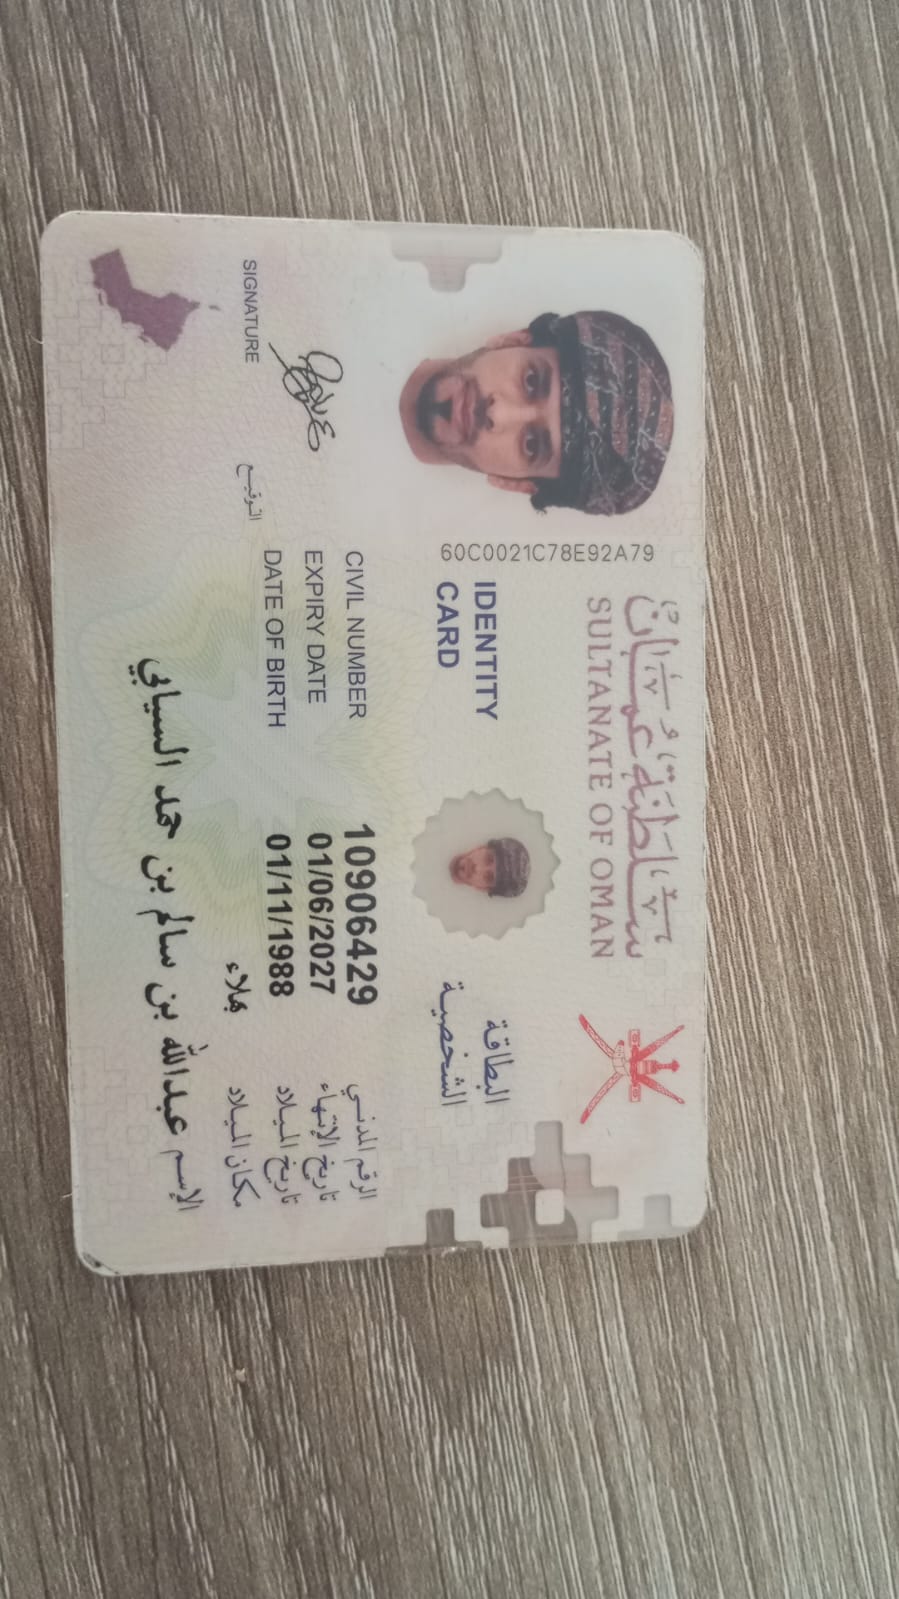 سلطنة عمان
SULTANATE OF OMAN
IDENTITY
CARD
البطاقة
الشخصية
60C0021C78E92A79
CIVIL NUMBER 10906429 الرقم المدني
EXPIRY DATE 01/06/2027 تاريخ الإنتهاء
DATE OF BIRTH 01/11/1988 تاريخ الميلاد
بهلاء مكان الميلاد
SIGNATURE التوقيع
الإسم عبدالله بن سالم بن حمد السيابي